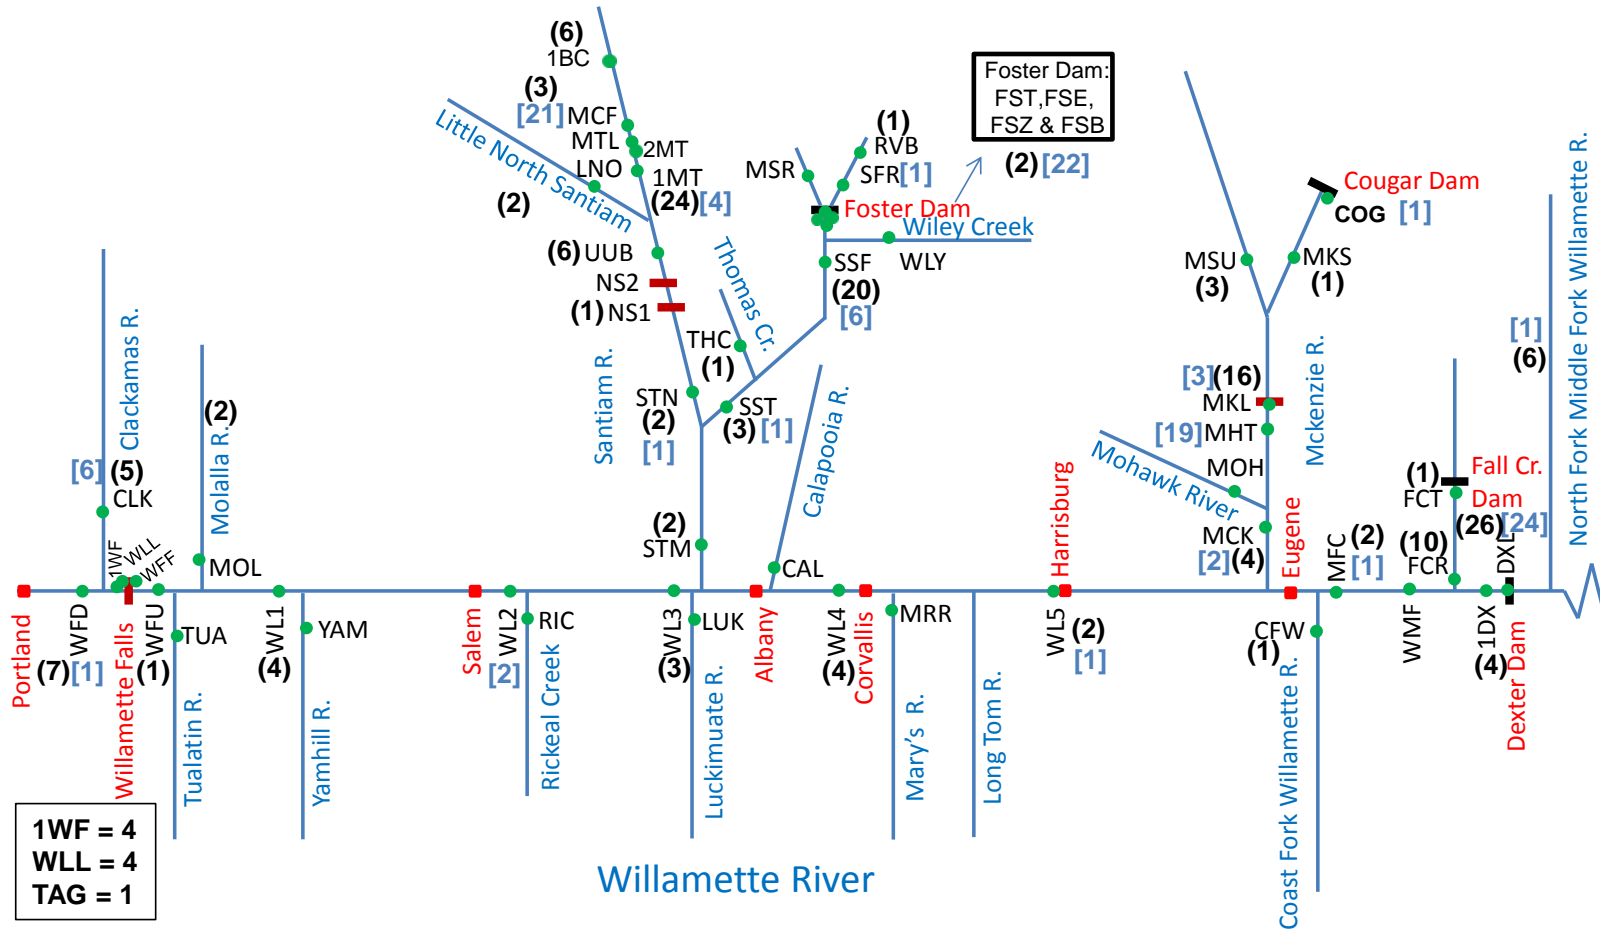 (6)
1BC
(3)
[21] MCF
MTL
2MT
LNO
1MT
(24) [4]
Little North Santiam
(2)
(6) UUB
NS2
(1) NS1
Thomas Cr.
THC
(1)
Santiam R.
STN
(2)
[1]
SST
(3) [1]
(2)
STM
(1)
RVB
MSR
SFR [1]
Foster Dam
Wiley Creek
WLY
SSF
(20)
[6]
Foster Dam:
FST,FSE,
FSZ & FSB
(2) [22]
Calapooia R.
CAL
Cougar Dam
COG
[1]
MSU
(3)
MKS
(1)
Mckenzie R.
[3] (16)
MKL
[19] MHT
MOH
Mohawk River
MCK
[2] (4)
North Fork Middle Fork Willamette R.
[1]
(6)
(1)
FCT
Fall Cr.
Dam
(26) [24]
(10)
FCR
DXL
MFC
(2)
[1]
Eugene
Harrisburg
Clackamas R.
[6] (5)
CLK
Molalla R.
(2)
MOL
1WF
WLL
WFF
Portland
WFD
(7) [1]
Willamette Falls
WFU
(1)
TUA
Tualatin R.
WL1
(4)
YAM
Yamhill R.
Salem
WL2
[2]
RIC
Rickeal Creek
WL3
(3)
LUK
Luckimuate R.
Albany
WL4
(4)
Corvallis
MRR
Mary's R.
Long Tom R.
WL5
(2)
[1]
CFW
(1)
Coast Fork Willamette R.
WMF
1DX
(4)
Dexter Dam
1WF = 4
WLL = 4
TAG = 1
Willamette River